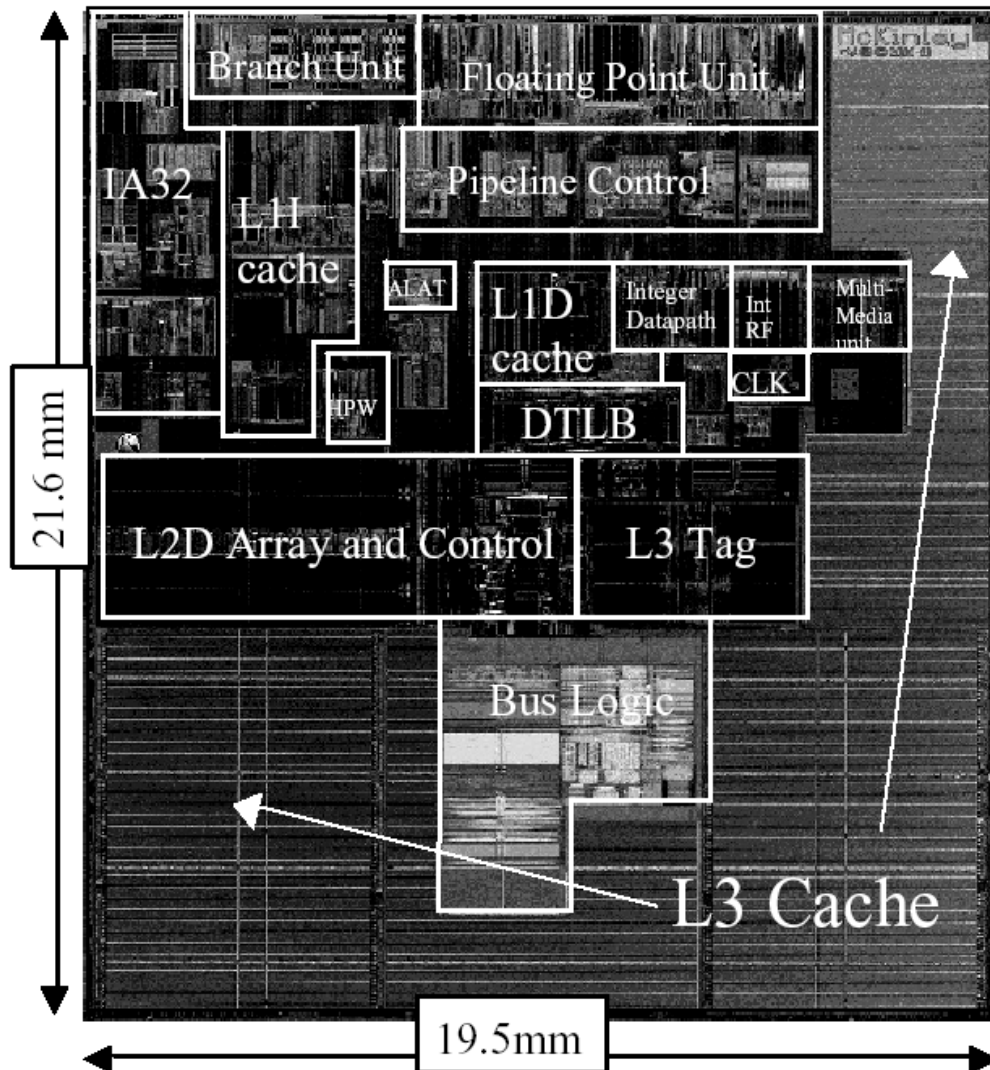 McKinley
Branch Unit
Floating Point Unit
IA32
L1I
cache
Pipeline Control
ALAT
L1D
cache
Integer
Datapath
Int
RF
Multi-
Media
unit
HPW
CLK
DTLB
21.6 mm
L2D Array and Control
L3 Tag
Bus Logic
L3 Cache
19.5mm